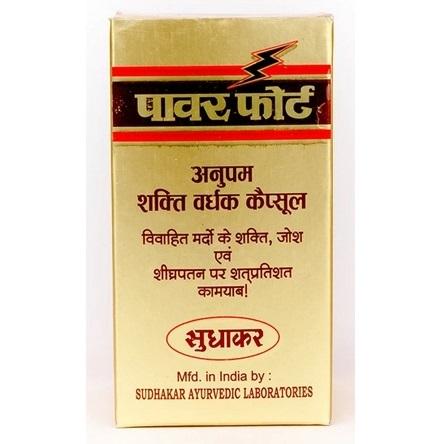 पावर फोर्ट
अनुपम
शक्ति वर्धक कैप्सूल
विवाहित मर्दो के शक्ति, जोश
एवं
शीघ्रपतन पर शत्प्रतिशत
कामयाब!
सुधाकर
Mfd. in India by :
SUDHAKAR AYURVEDIC LABORATORIES